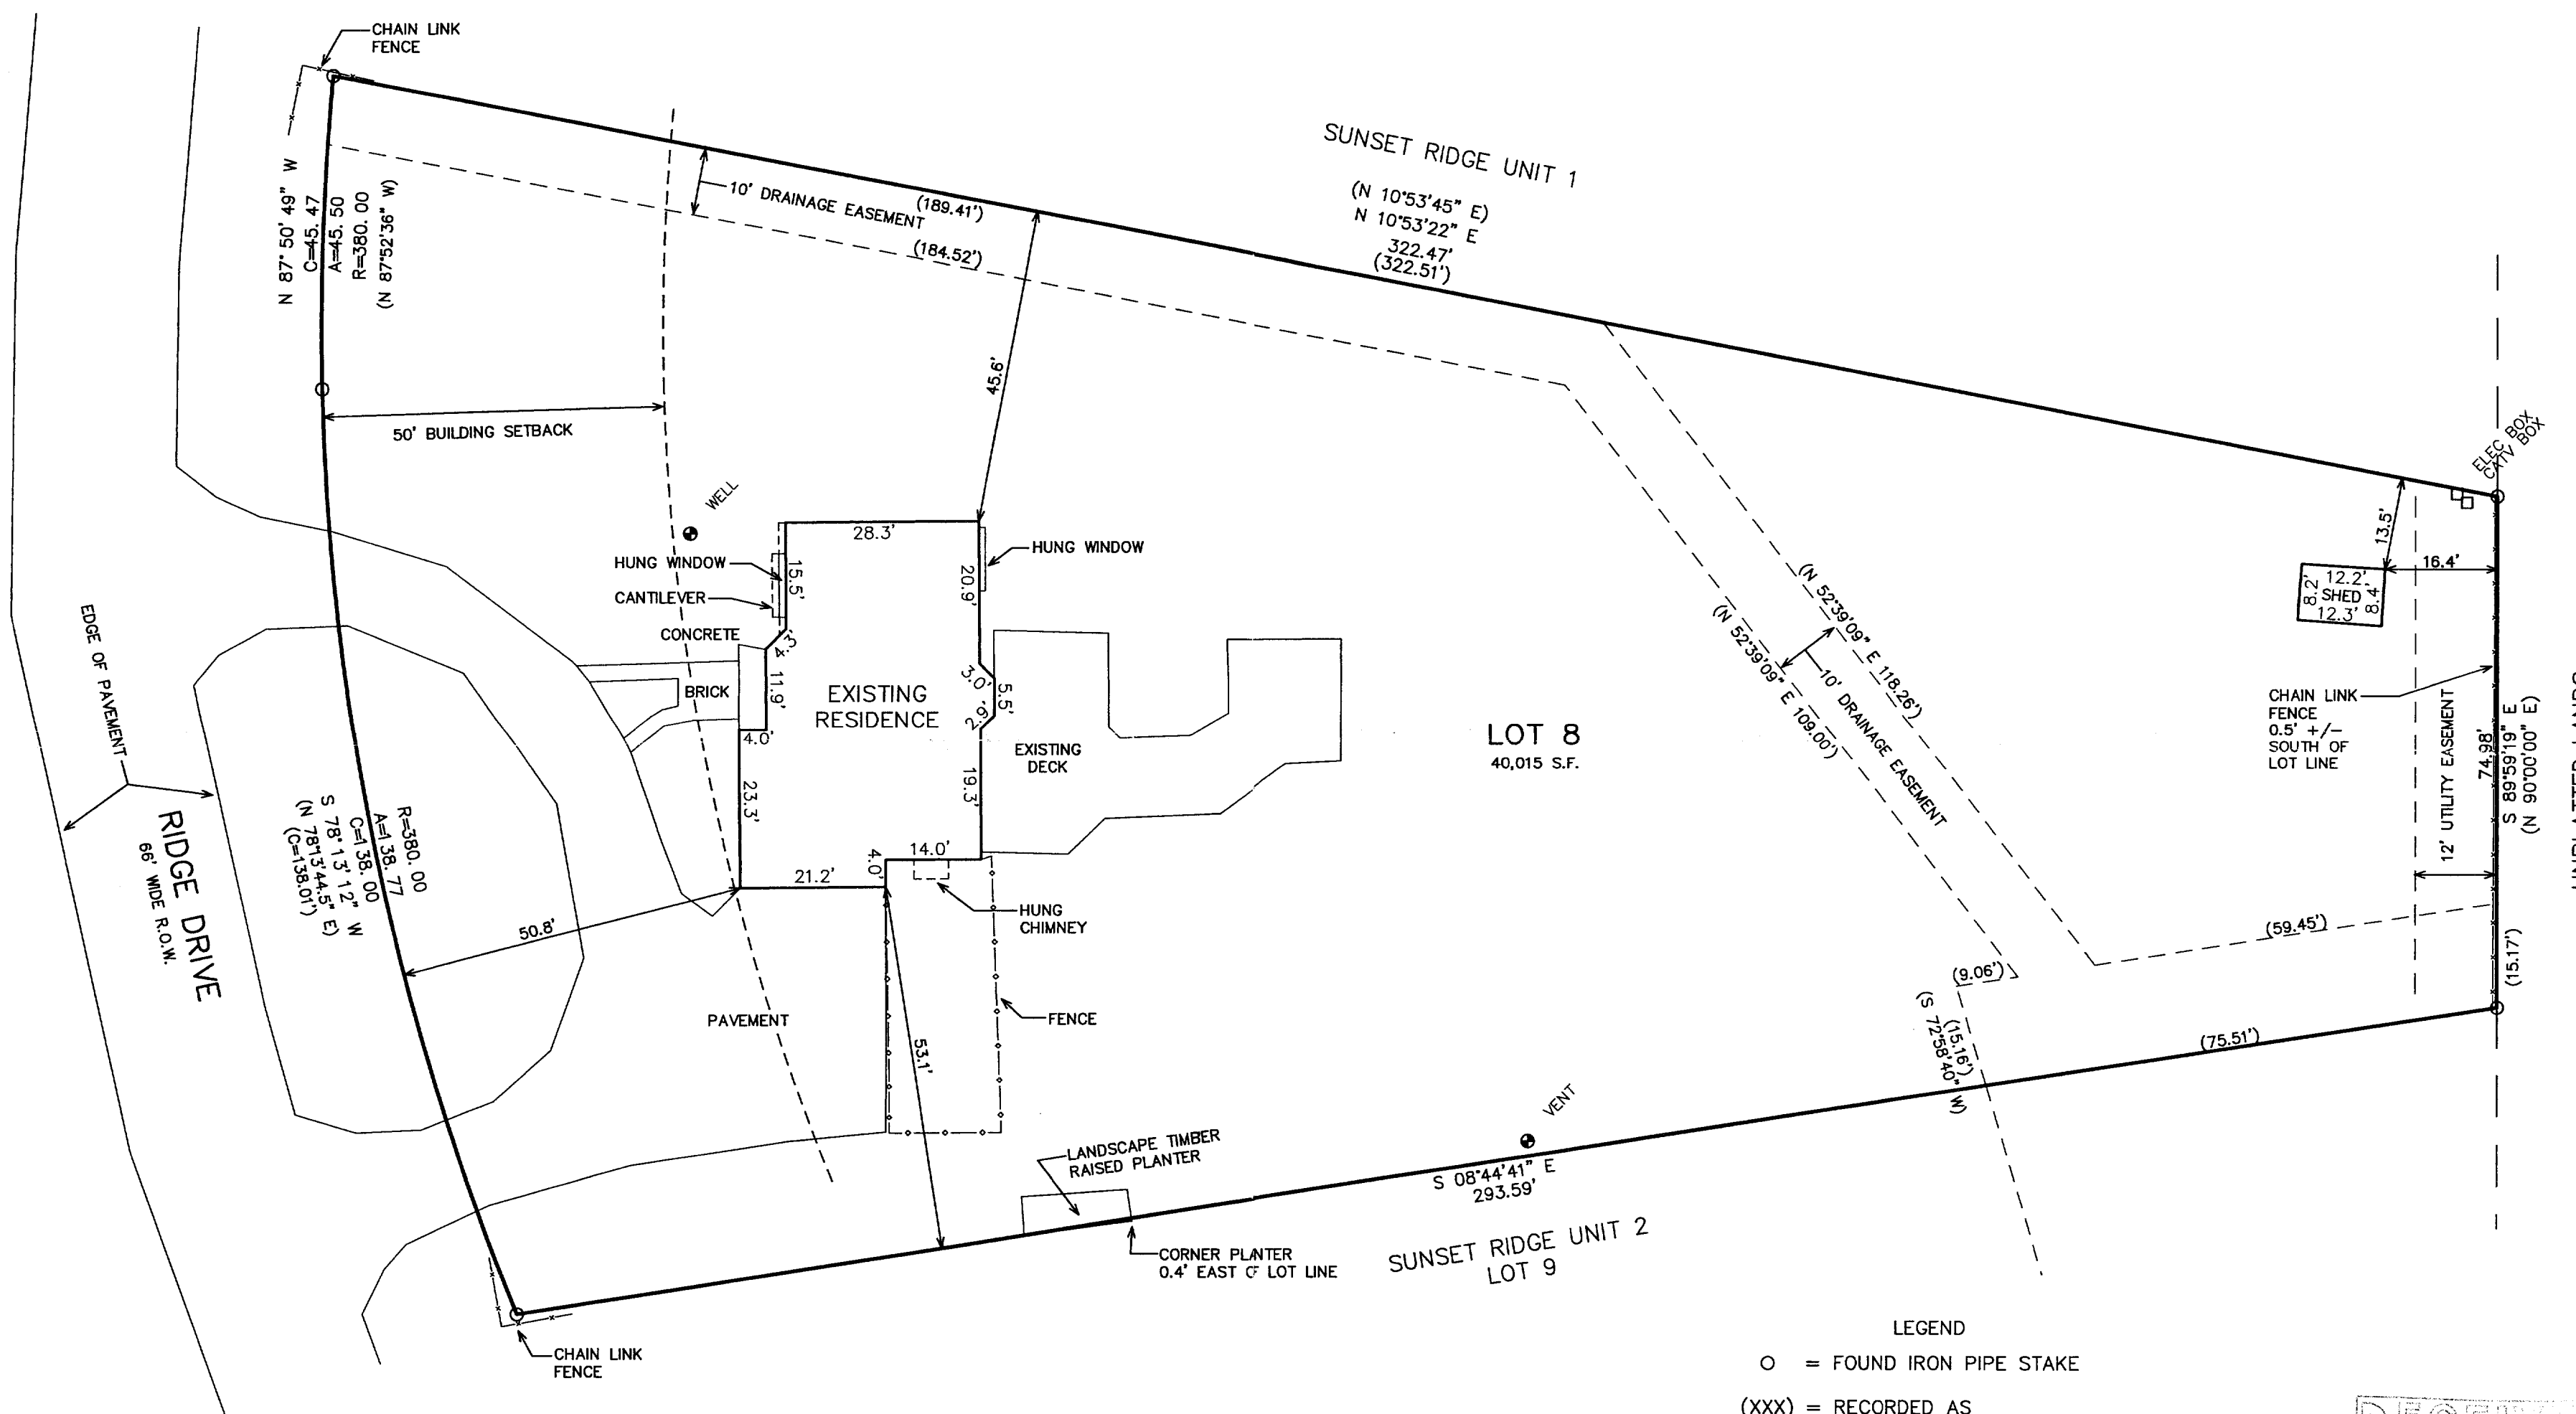 CHAIN LINK
FENCE
SUNSET RIDGE UNIT 1
(N 10°53'45" E)
N 10°53'22" E
322.47'
(322.51')
N 87° 50' 49" W
C=45. 47
A=45. 50
R=380. 00
(N 87°52'36" W)
10' DRAINAGE EASEMENT
(189.41')
(184.52')
45.6'
50' BUILDING SETBACK
ELEC BOX
CATV BOX
13.5'
16.4'
12.2'
8.2'
SHED
8.4'
12.3'
WELL
28.3'
HUNG WINDOW
HUNG WINDOW
15.5'
20.9'
CANTILEVER
CONCRETE
4.3'
BRICK
11.9'
3.0'
5.5'
2.9'
EXISTING
RESIDENCE
4.0'
EXISTING
DECK
19.3'
23.3'
LOT 8
40,015 S.F.
(N 52°39'09" E 118.26')
(N 52°39'09" E 109.00')
10' DRAINAGE EASEMENT
CHAIN LINK
FENCE
0.5' +/-
SOUTH OF
LOT LINE
12' UTILITY EASEMENT
74.98'
S 89°59'19" E
(N 90°00'00" E)
EDGE OF PAVEMENT
RIDGE DRIVE
66' WIDE R.O.W.
R=380. 00
A=138. 77
C=138. 00
S 78° 13' 12" W
(N 78°13'44.5" E)
(C=138.01')
14.0'
4.0'
21.2'
50.8'
HUNG
CHIMNEY
FENCE
PAVEMENT
53.1'
(59.45')
(15.17')
(9.06')
(15.16')
(S 72°58'40" W)
(75.51')
VENT
LANDSCAPE TIMBER
RAISED PLANTER
S 08°44'41" E
293.59'
CORNER PLANTER
0.4' EAST OF LOT LINE
SUNSET RIDGE UNIT 2
LOT 9
CHAIN LINK
FENCE
LEGEND
O = FOUND IRON PIPE STAKE
(XXX) = RECORDED AS